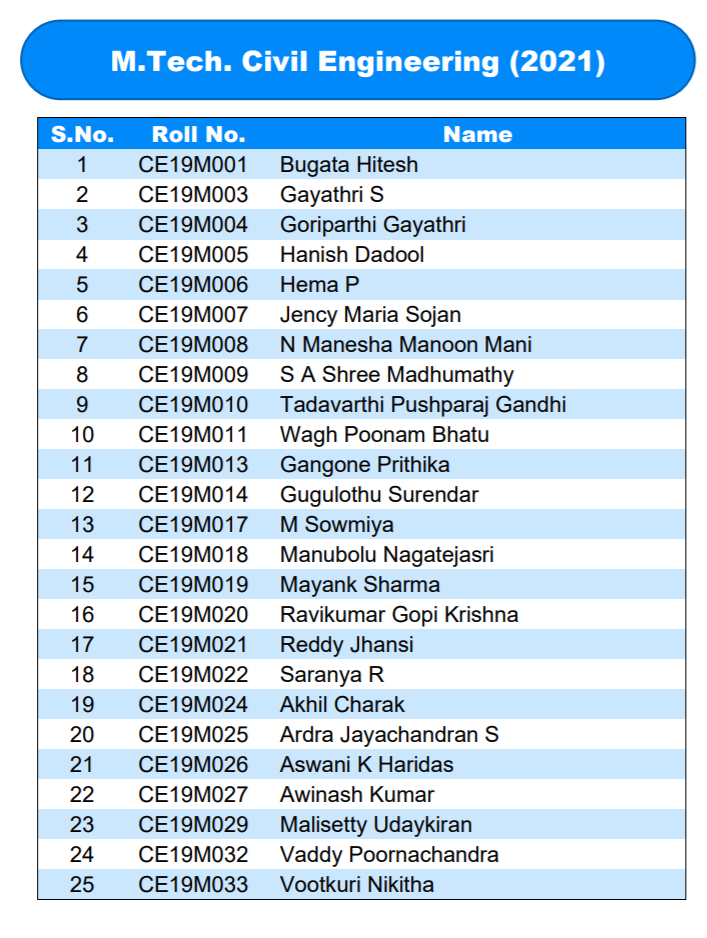 M.Tech. Civil Engineering (2021)
S.No. Roll No. Name
1 CE19M001 Bugata Hitesh
2 CE19M003 Gayathri S
3 CE19M004 Goriparthi Gayathri
4 CE19M005 Hanish Dadool
5 CE19M006 Hema P
6 CE19M007 Jency Maria Sojan
7 CE19M008 N Manesha Manoon Mani
8 CE19M009 S A Shree Madhumathy
9 CE19M010 Tadavarthi Pushparaj Gandhi
10 CE19M011 Wagh Poonam Bhatu
11 CE19M013 Gangone Prithika
12 CE19M014 Gugulothu Surendar
13 CE19M017 M Sowmiya
14 CE19M018 Manubolu Nagatejasri
15 CE19M019 Mayank Sharma
16 CE19M020 Ravikumar Gopi Krishna
17 CE19M021 Reddy Jhansi
18 CE19M022 Saranya R
19 CE19M024 Akhil Charak
20 CE19M025 Ardra Jayachandran S
21 CE19M026 Aswani K Haridas
22 CE19M027 Awinash Kumar
23 CE19M029 Malisetty Udaykiran
24 CE19M032 Vaddy Poornachandra
25 CE19M033 Vootkuri Nikitha